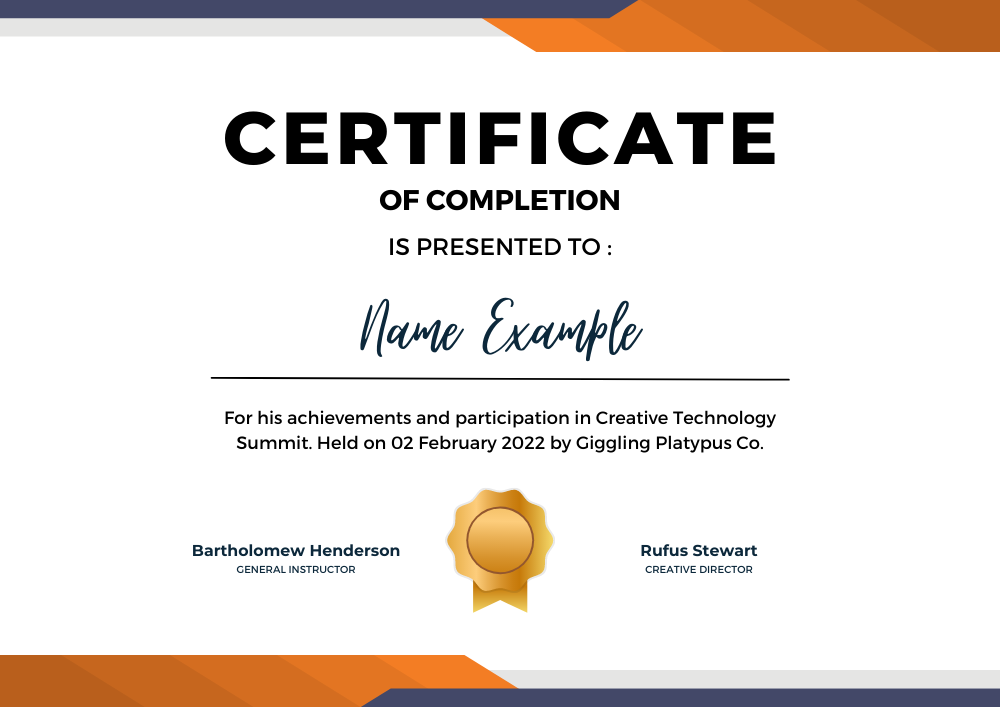 CERTIFICATE
OF COMPLETION
IS PRESENTED TO :
Name Example
For his achievements and participation in Creative Technology
Summit. Held on 02 February 2022 by Giggling Platypus Co.
Bartholomew Henderson
GENERAL INSTRUCTOR
Rufus Stewart
CREATIVE DIRECTOR